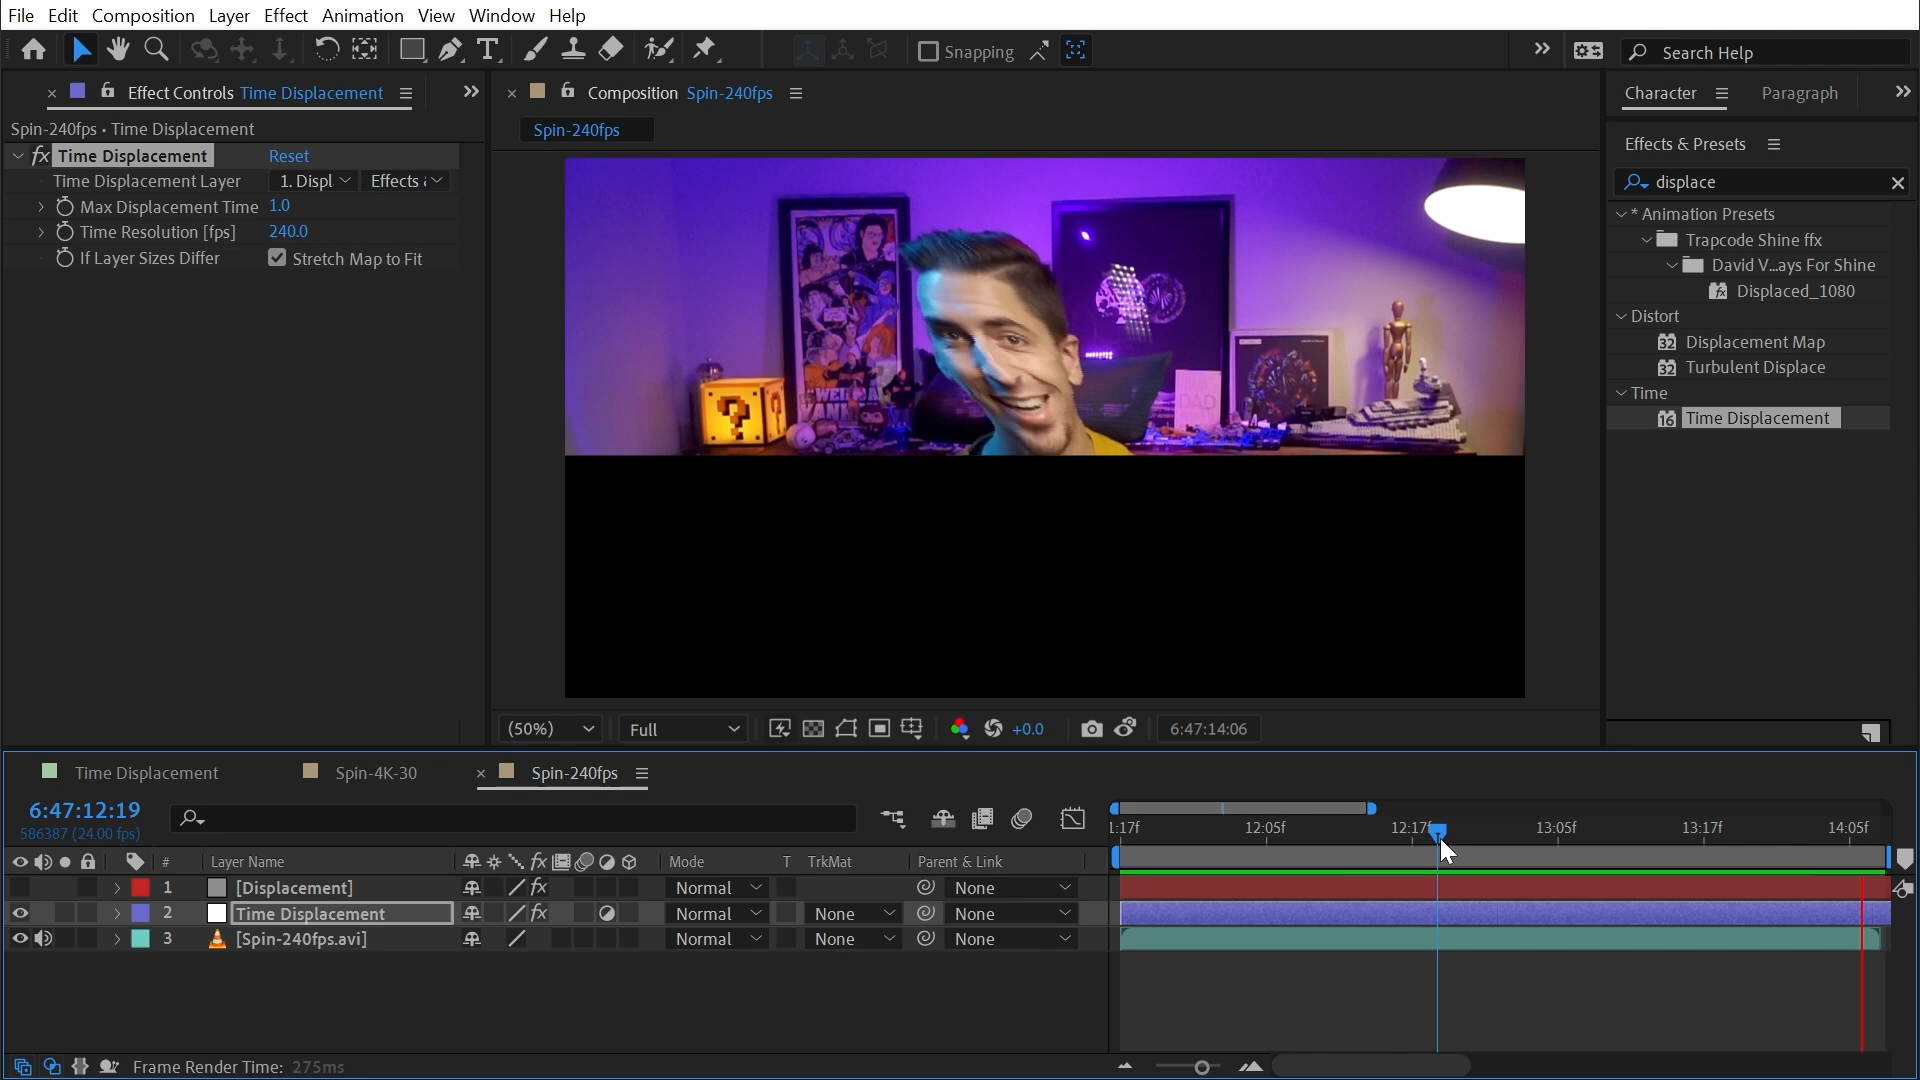 File Edit Composition Layer Effect Animation View Window Help
Snapping
Search Help
Effect Controls Time Displacement
Spin-240fps • Time Displacement
fx Time Displacement Reset
Time Displacement Layer 1. Displ Effects
Max Displacement Time 1.0
Time Resolution [fps] 240.0
If Layer Sizes Differ Stretch Map to Fit
Composition Spin-240fps
Spin-240fps
?
(50%) Full +0.0 6:47:14:06
Character Paragraph
Effects & Presets
displace
* Animation Presets
Trapcode Shine ffx
David V...ays For Shine
Displaced_1080
Distort
32 Displacement Map
32 Turbulent Displace
Time
16 Time Displacement
Time Displacement Spin-4K-30 Spin-240fps
6:47:12:19
586387 (24.00 fps)
:17f 12:05f 12:17f 13:05f 13:17f 14:05f
# Layer Name fx Mode T TrkMat Parent & Link
1 [Displacement] fx Normal None
2 Time Displacement fx Normal None None
3 [Spin-240fps.avi] Normal None None
Frame Render Time: 275ms